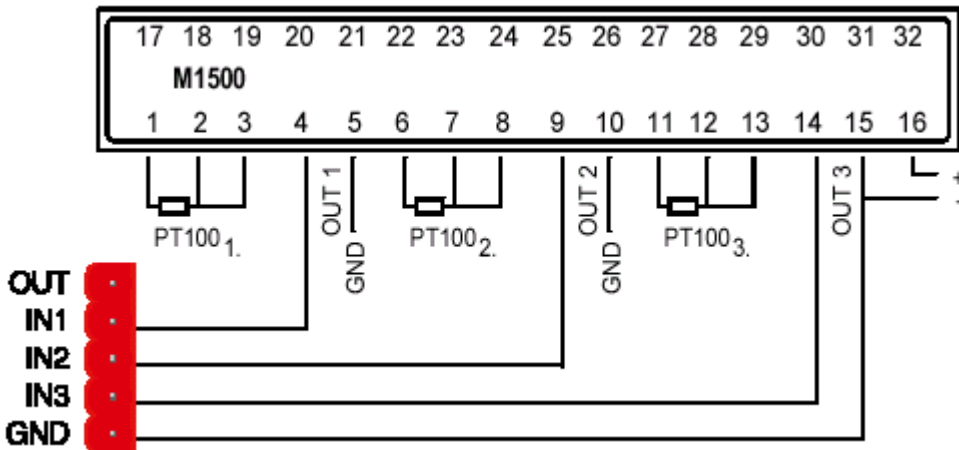 17 18 19 20 21 22 23 24 25 26 27 28 29 30 31 32
M1500
1 2 3 4 5 6 7 8 9 10 11 12 13 14 15 16
+
-
OUT 1
OUT 2
OUT 3
PT100 1.
PT100 2.
PT100 3.
GND
GND
OUT
IN1
IN2
IN3
GND